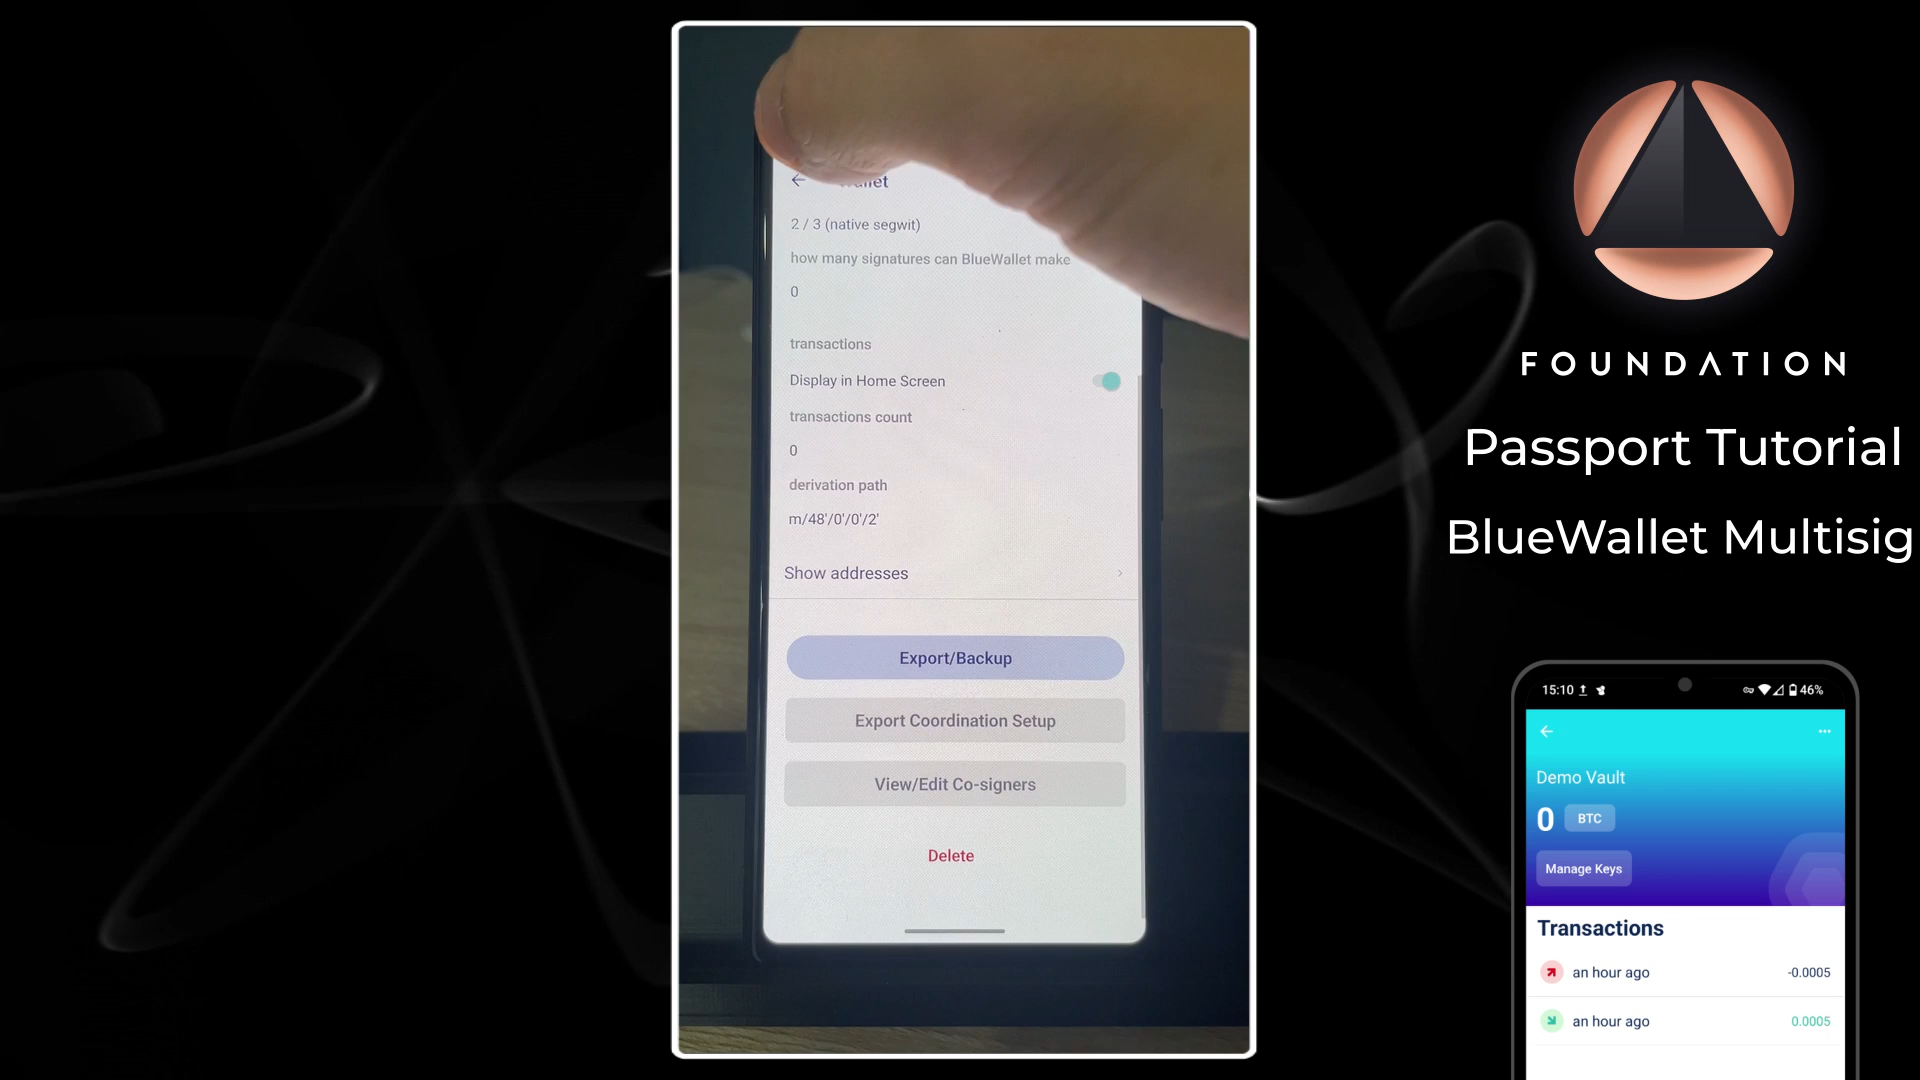 2 / 3 (native segwit)
how many signatures can BlueWallet make
0
transactions
Display in Home Screen
transactions count
0
derivation path
m/48'/0'/0'/2'
Show addresses
Export/Backup
Export Coordination Setup
View/Edit Co-signers
Delete
FOUNDATION
Passport Tutorial
BlueWallet Multisig
15:10 46%
Demo Vault
0 BTC
Manage Keys
Transactions
an hour ago -0.0005
an hour ago 0.0005